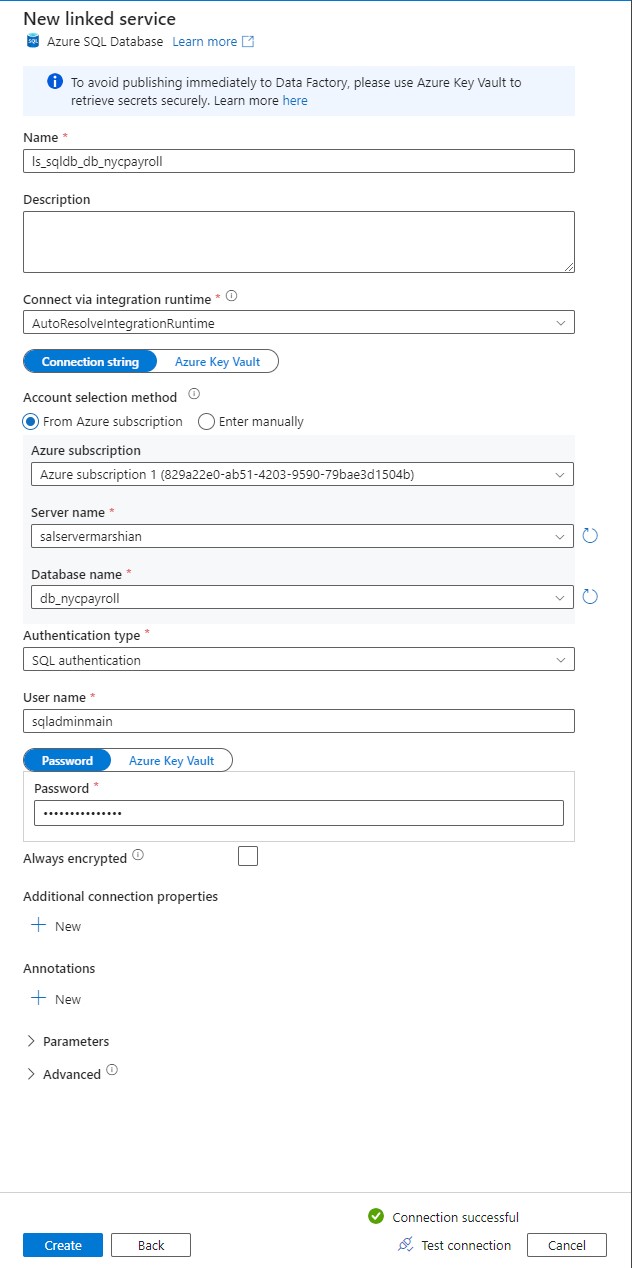 New linked service
SQL Azure SQL Database Learn more
To avoid publishing immediately to Data Factory, please use Azure Key Vault to
retrieve secrets securely. Learn more here
Name *
ls_sqldb_db_nycpayroll
Description
Connect via integration runtime *
AutoResolveIntegrationRuntime
Connection string Azure Key Vault
Account selection method
From Azure subscription Enter manually
Azure subscription
Azure subscription 1 (829a22e0-ab51-4203-9590-79bae3d1504b)
Server name *
salservermarshian
Database name *
db_nycpayroll
Authentication type *
SQL authentication
User name *
sqladminmain
Password Azure Key Vault
Password *
•••••••••••••••
Always encrypted
Additional connection properties
+ New
Annotations
+ New
Parameters
Advanced
Connection successful
Create Back Test connection Cancel